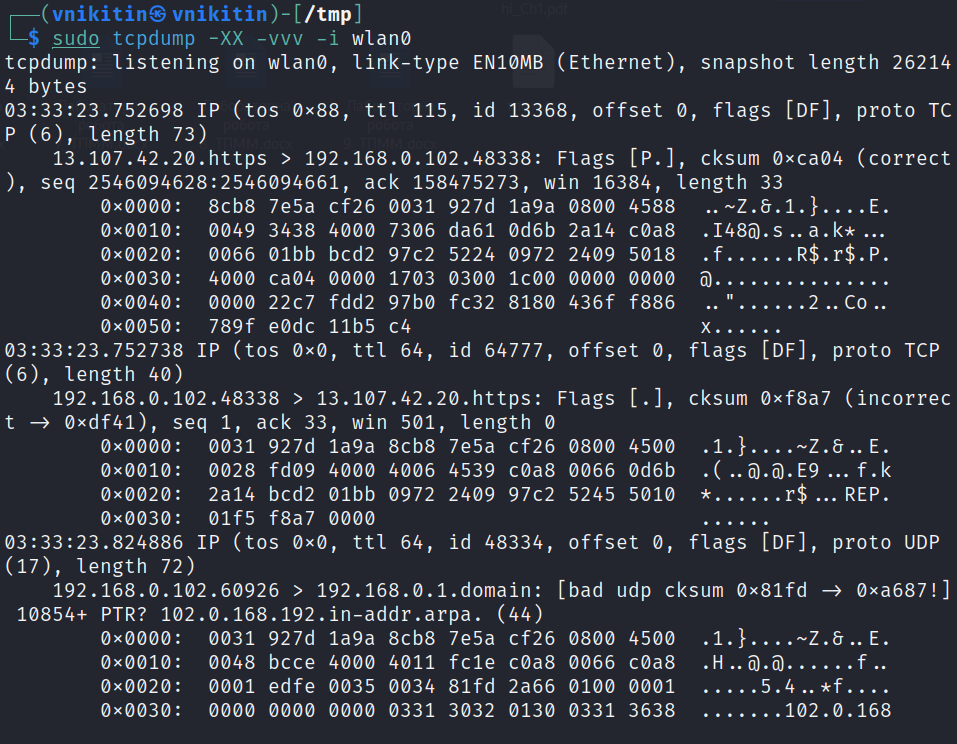 hl_Ch1.pdf
┌──(vnikitin㉿vnikitin)-[/tmp]
└─$ sudo tcpdump -XX -vvv -i wlan0
tcpdump: listening on wlan0, link-type EN10MB (Ethernet), snapshot length 26214
4 bytes
03:33:23.752698 IP (tos 0×88, ttl 115, id 13368, offset 0, flags [DF], proto TC
P (6), length 73)
    13.107.42.20.https > 192.168.0.102.48338: Flags [P.], cksum 0×ca04 (correct
), seq 2546094628:2546094661, ack 158475273, win 16384, length 33
        0×0000:  8cb8 7e5a cf26 0031 927d 1a9a 0800 4588  ..~Z.&.1.}....E.
        0×0010:  0049 3438 4000 7306 da61 0d6b 2a14 c0a8  .I48@.s..a.k*...
        0×0020:  0066 01bb bcd2 97c2 5224 0972 2409 5018  .f......R$.r$.P.
        0×0030:  4000 ca04 0000 1703 0300 1c00 0000 0000  @...............
        0×0040:  0000 22c7 fdd2 97b0 fc32 8180 436f f886  .."......2..Co..
        0×0050:  789f e0dc 11b5 c4                        x......
03:33:23.752738 IP (tos 0×0, ttl 64, id 64777, offset 0, flags [DF], proto TCP
(6), length 40)
    192.168.0.102.48338 > 13.107.42.20.https: Flags [.], cksum 0×f8a7 (incorrec
t → 0×df41), seq 1, ack 33, win 501, length 0
        0×0000:  0031 927d 1a9a 8cb8 7e5a cf26 0800 4500  .1.}....~Z.&..E.
        0×0010:  0028 fd09 4000 4006 4539 c0a8 0066 0d6b  .(..@.@.E9...f.k
        0×0020:  2a14 bcd2 01bb 0972 2409 97c2 5245 5010  *......r$...REP.
        0×0030:  01f5 f8a7 0000                           ......
03:33:23.824886 IP (tos 0×0, ttl 64, id 48334, offset 0, flags [DF], proto UDP
(17), length 72)
    192.168.0.102.60926 > 192.168.0.1.domain: [bad udp cksum 0×81fd → 0×a687!]
 10854+ PTR? 102.0.168.192.in-addr.arpa. (44)
        0×0000:  0031 927d 1a9a 8cb8 7e5a cf26 0800 4500  .1.}....~Z.&..E.
        0×0010:  0048 bcce 4000 4011 fc1e c0a8 0066 c0a8  .H..@.@......f..
        0×0020:  0001 edfe 0035 0034 81fd 2a66 0100 0001  .....5.4..*f....
        0×0030:  0000 0000 0000 0331 3032 0130 0331 3638  .......102.0.168